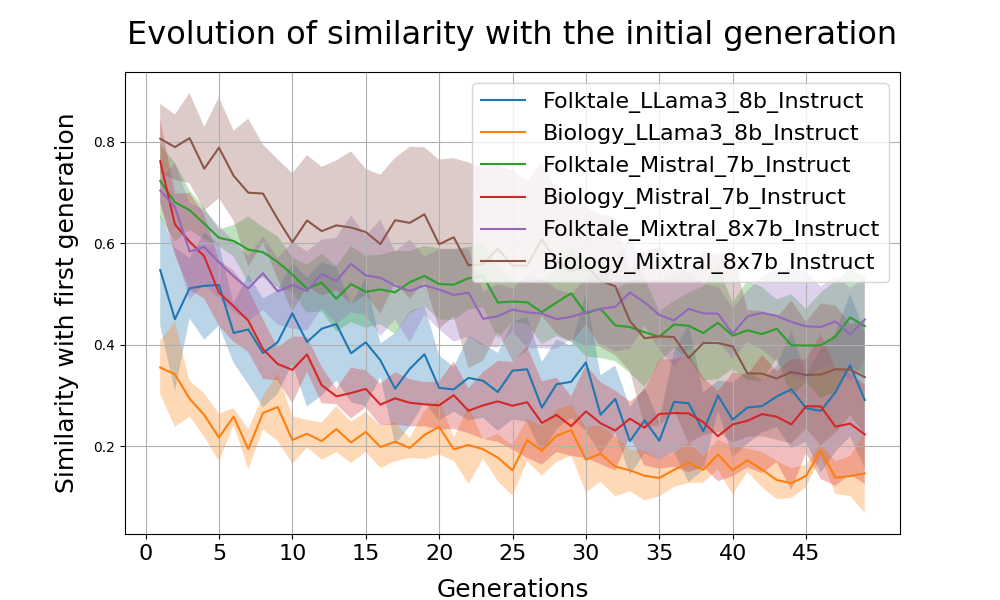 Evolution of similarity with the initial generation
Similarity with first generation
0.8
0.6
0.4
0.2
Folktale_LLama3_8b_Instruct
Biology_LLama3_8b_Instruct
Folktale_Mistral_7b_Instruct
Biology_Mistral_7b_Instruct
Folktale_Mixtral_8x7b_Instruct
Biology_Mixtral_8x7b_Instruct
0 5 10 15 20 25 30 35 40 45
Generations